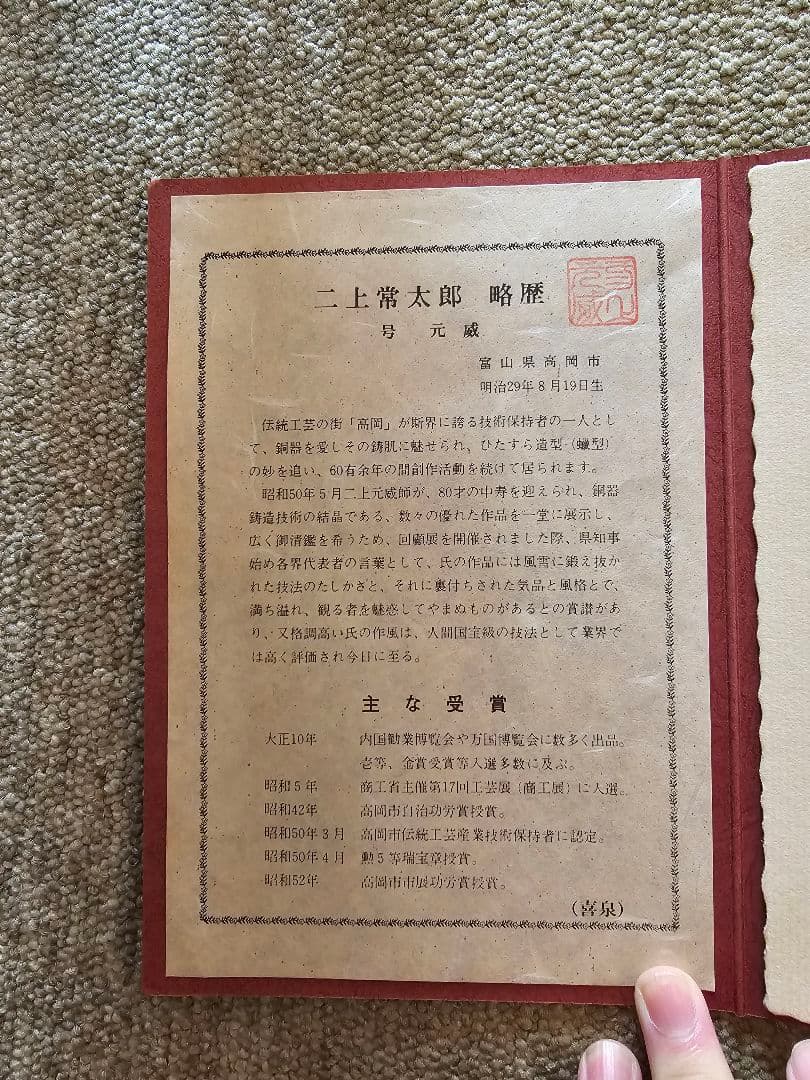 二上常太郎 略歴
号 元 威
富山県高岡市
明治29年8月19日生
伝統工芸の街「高岡」が斯界に誇る技術保持者の一人とし
て、銅器を愛しその鋳肌に魅せられ、ひたすら造型（蠟型）
の妙を追い、60有余年の間創作活動を続けて居られます。
昭和50年5月二上元威師が、80才の中寿を迎えられ、銅器
鋳造技術の結晶である、数々の優れた作品を一堂に展示し、
広く御清鑑を希うため、回顧展を開催されました際、県知事
始め各界代表者の言葉として、氏の作品には風雪に鍛え抜か
れた技法のたしかさと、それに裏付ちされた気品と風格とで、
満ち溢れ、観る者を魅惑してやまぬものがあるとの賞讃があ
り、又格調高い氏の作風は、人間国宝級の技法として業界で
は高く評価され今日に至る。
主な受賞
大正10年 内国勧業博覧会や万国博覧会に数多く出品。
壱等、金賞受賞等入選多数に及ぶ。
昭和5年 商工省主催第17回工芸展（商工展）に入選。
昭和42年 高岡市自治功労賞授賞。
昭和50年3月 高岡市伝統工芸産業技術保持者に認定。
昭和50年4月 勲5等瑞宝章授賞。
昭和52年 高岡市市展功労賞授賞。
（喜泉）